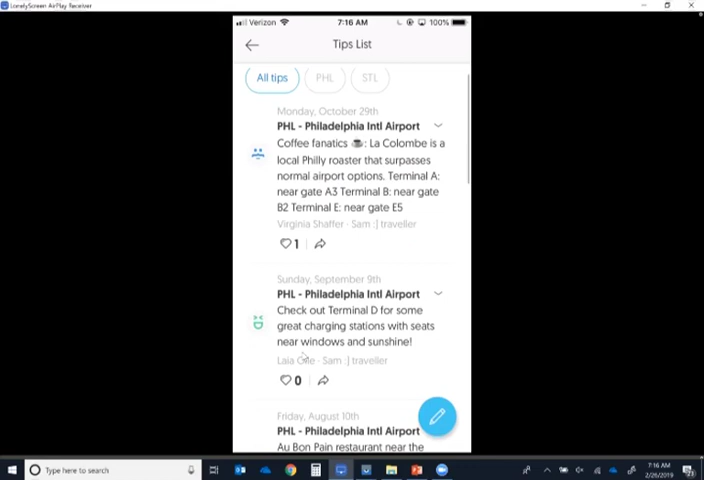 LonelyScreen AirPlay Receiver
Verizon 7:16 AM 100%
Tips List
All tips PHL STL
Monday, October 29th
PHL - Philadelphia Intl Airport
Coffee fanatics ☕: La Colombe is a
local Philly roaster that surpasses
normal airport options. Terminal A:
near gate A3 Terminal B: near gate
B2 Terminal E: near gate E5
Virginia Shaffer - Sam :] traveller
1
Sunday, September 9th
PHL - Philadelphia Intl Airport
Check out Terminal D for some
great charging stations with seats
near windows and sunshine!
Laia - Sam :] traveller
0
Friday, August 10th
PHL - Philadelphia Intl Airport
Au Bon Pain restaurant near the
Type here to search
7:16 AM
2/26/2019